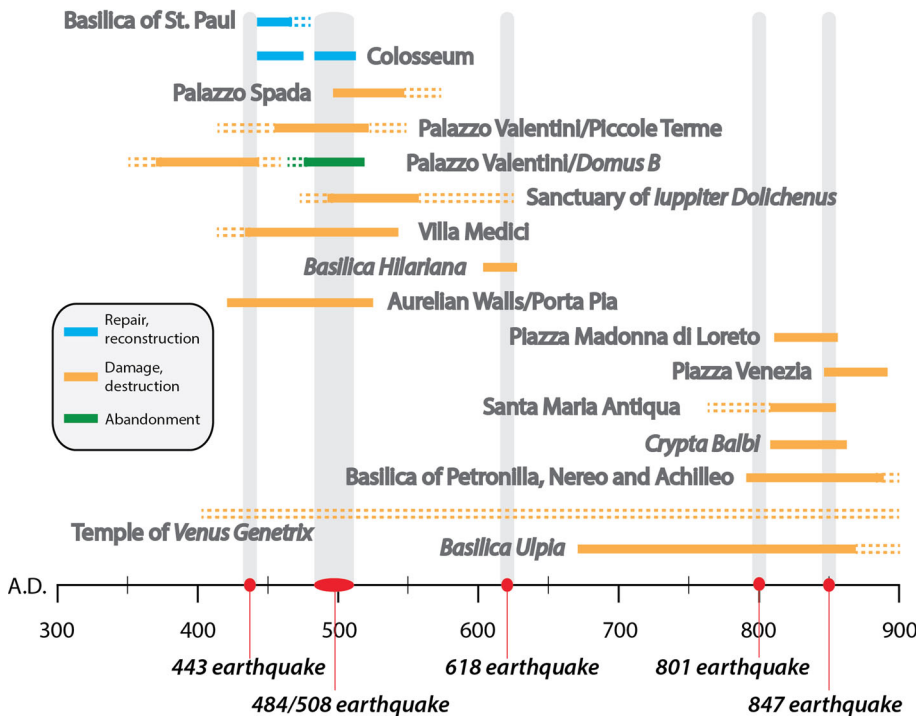 Basilica of St. Paul
Colosseum
Palazzo Spada
Palazzo Valentini/Piccole Terme
Palazzo Valentini/Domus B
Sanctuary of Iuppiter Dolichenus
Villa Medici
Basilica Hilariana
Aurelian Walls/Porta Pia
Repair,
reconstruction
Damage,
destruction
Abandonment
Piazza Madonna di Loreto
Piazza Venezia
Santa Maria Antiqua
Crypta Balbi
Basilica of Petronilla, Nereo and Achilleo
Temple of Venus Genetrix
Basilica Ulpia
A.D.
300 400 500 600 700 800 900
443 earthquake 618 earthquake 801 earthquake
484/508 earthquake 847 earthquake